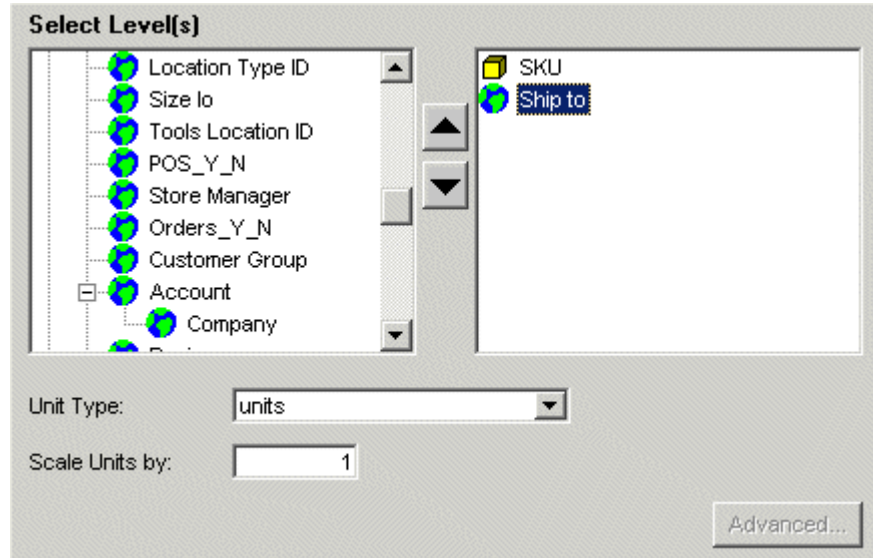 Select Level(s)
Location Type ID
Size lo
Tools Location ID
POS_Y_N
Store Manager
Orders_Y_N
Customer Group
Account
Company
SKU
Ship to
Unit Type: units
Scale Units by: 1
Advanced...